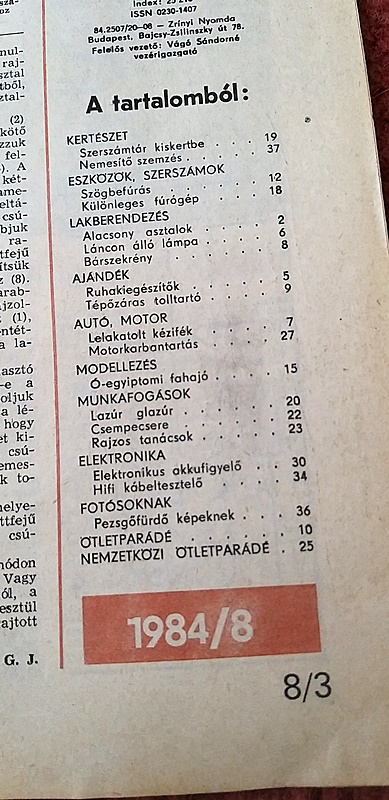 ISSN 0230-1407
84.2507/20-08 — Zrínyi Nyomda
Budapest, Bajcsy-Zsilinszky út 78.
Felelős vezető: Vágó Sándorné
vezérigazgató
A tartalomból:
KERTÉSZET
Szerszámtár kiskertbe . . . 19
Nemesítő szemzés . . . . 37
ESZKÖZÖK, SZERSZÁMOK
Szögbefúrás . . . . . 12
Különleges fúrógép . . . 18
LAKBERENDEZÉS
Alacsony asztalok . . . . 2
Láncon álló lámpa . . . . 6
Bárszekrény . . . . . 8
AJÁNDÉK
Ruhakiegészítők . . . . 5
Tépőzáras tolltartó . . . . 9
AUTÓ, MOTOR
Lelakatolt kézifék . . . . 7
Motorkarbantartás . . . . 27
MODELLEZÉS
Ó-egyiptomi fahajó . . . . 15
MUNKAFOGÁSOK
Lazúr glazúr . . . . . 20
Csempecsere . . . . . 22
Rajzos tanácsok . . . . 23
ELEKTRONIKA
Elektronikus akkufigyelő . . 30
Hifi kábeltesztelő . . . . 34
FOTÓSOKNAK
Pezsgőfürdő képeknek . . . 36
ÖTLETPARÁDÉ . . . . . . 10
NEMZETKÖZI ÖTLETPARÁDÉ . 25
1984/8
8/3
G. J.